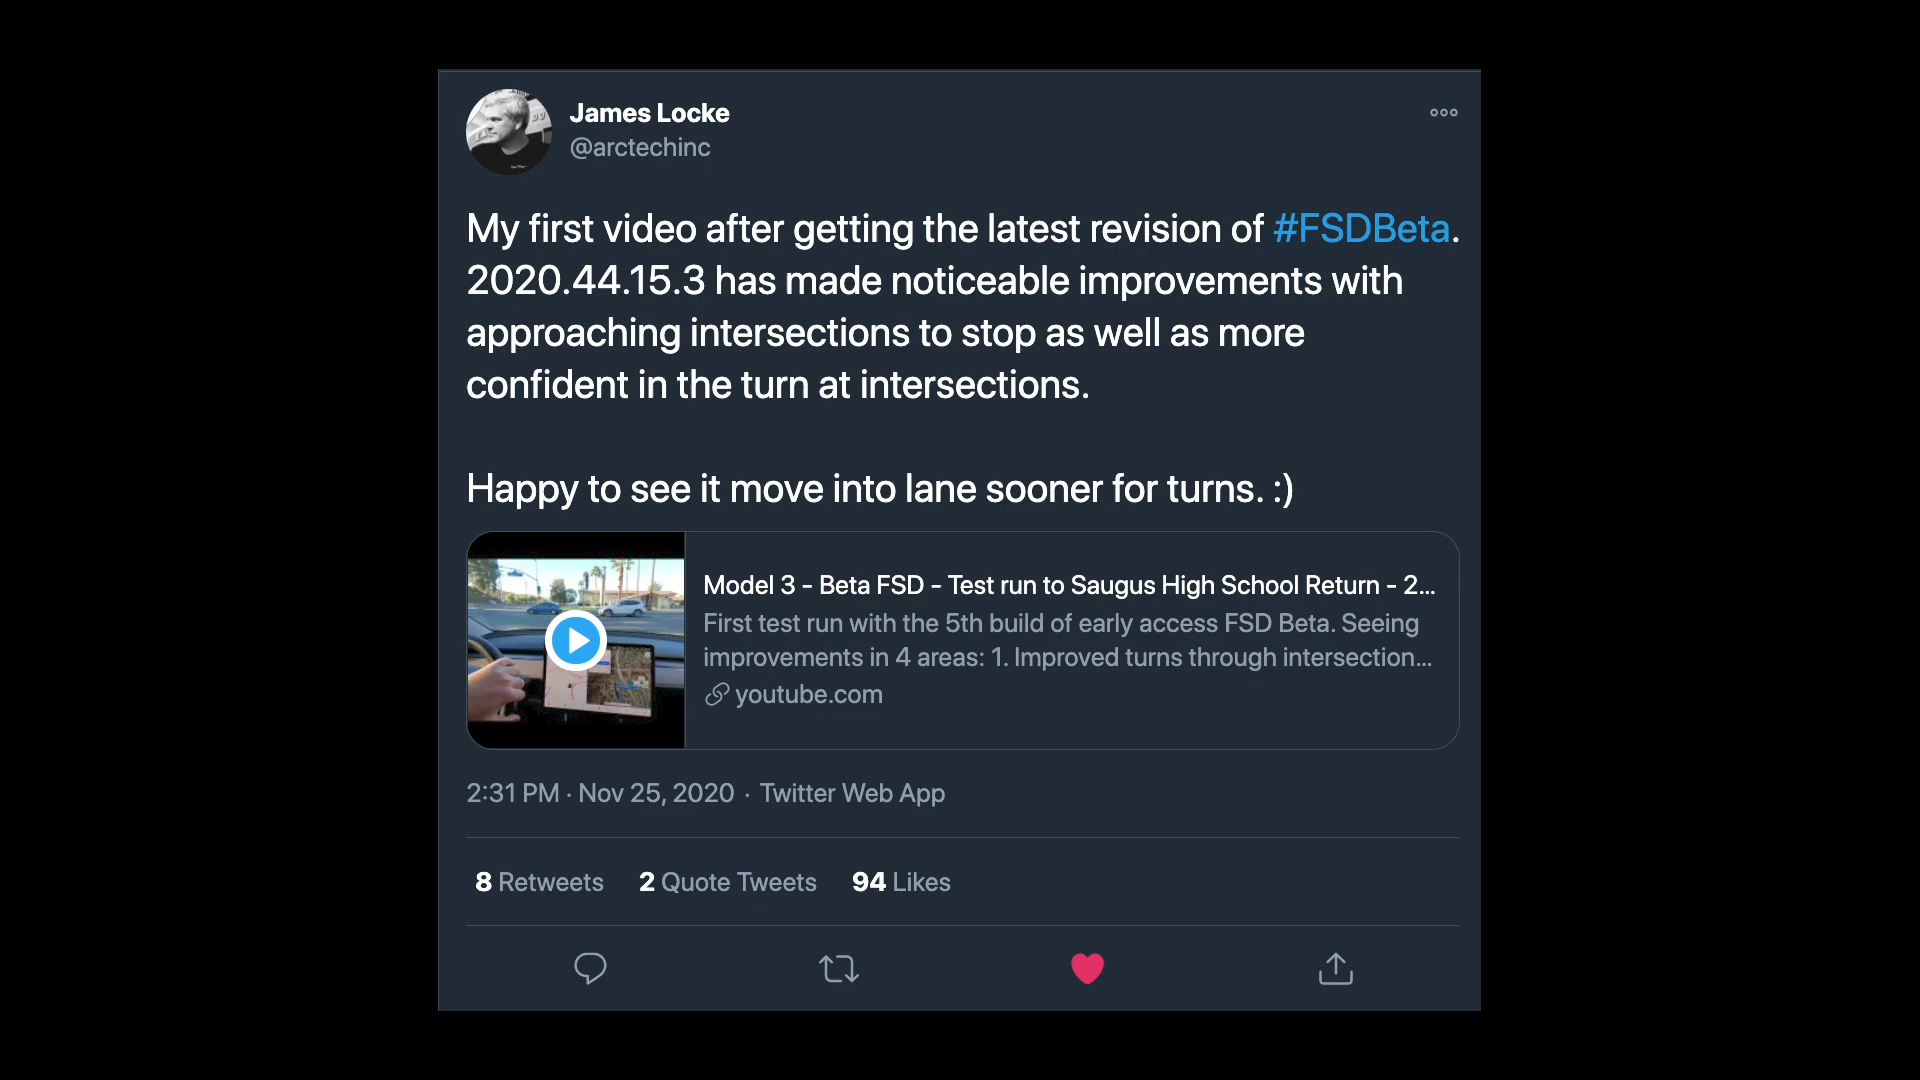 James Locke
@arctechinc
My first video after getting the latest revision of #FSDBeta.
2020.44.15.3 has made noticeable improvements with
approaching intersections to stop as well as more
confident in the turn at intersections.
Happy to see it move into lane sooner for turns. :)
Model 3 - Beta FSD - Test run to Saugus High School Return - 2...
First test run with the 5th build of early access FSD Beta. Seeing
improvements in 4 areas: 1. Improved turns through intersection...
youtube.com
2:31 PM · Nov 25, 2020 · Twitter Web App
8 Retweets 2 Quote Tweets 94 Likes